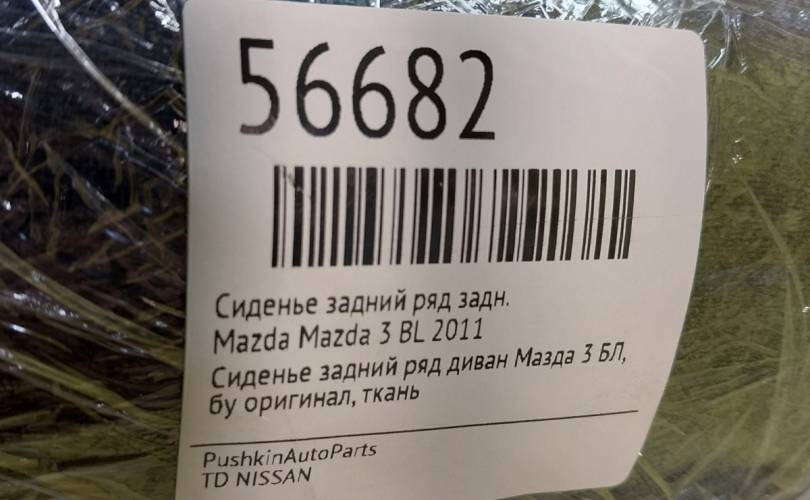 56682
Сиденье задний ряд задн.
Mazda Mazda 3 BL 2011
Сиденье задний ряд диван Мазда 3 БЛ,
бу оригинал, ткань
PushkinAutoParts
TD NISSAN